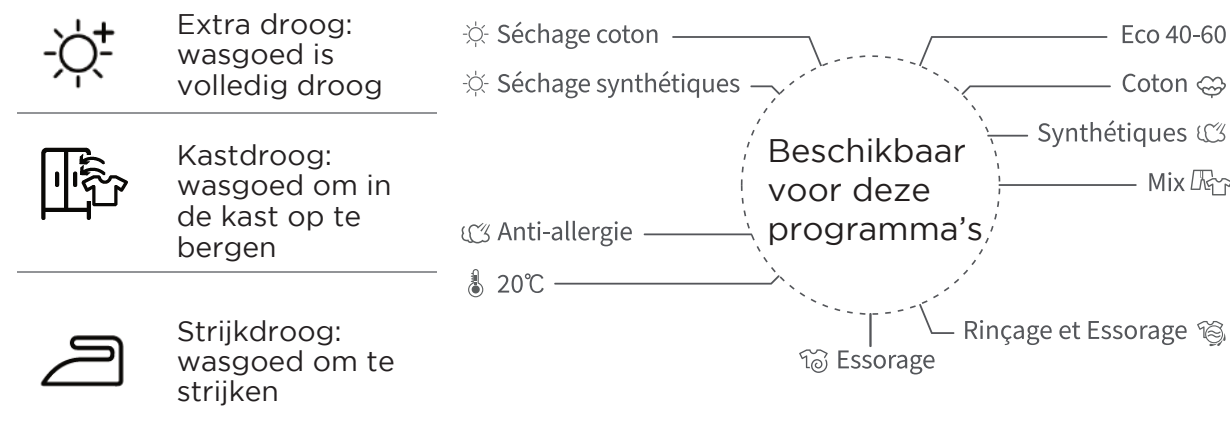 Extra droog:
wasgoed is
volledig droog
Kastdroog:
wasgoed om in
de kast op te
bergen
Strijkdroog:
wasgoed om te
strijken
Séchage coton
Séchage synthétiques
Anti-allergie
20℃
Beschikbaar
voor deze
programma's
Eco 40-60
Coton
Synthétiques
Mix
Rinçage et Essorage
Essorage